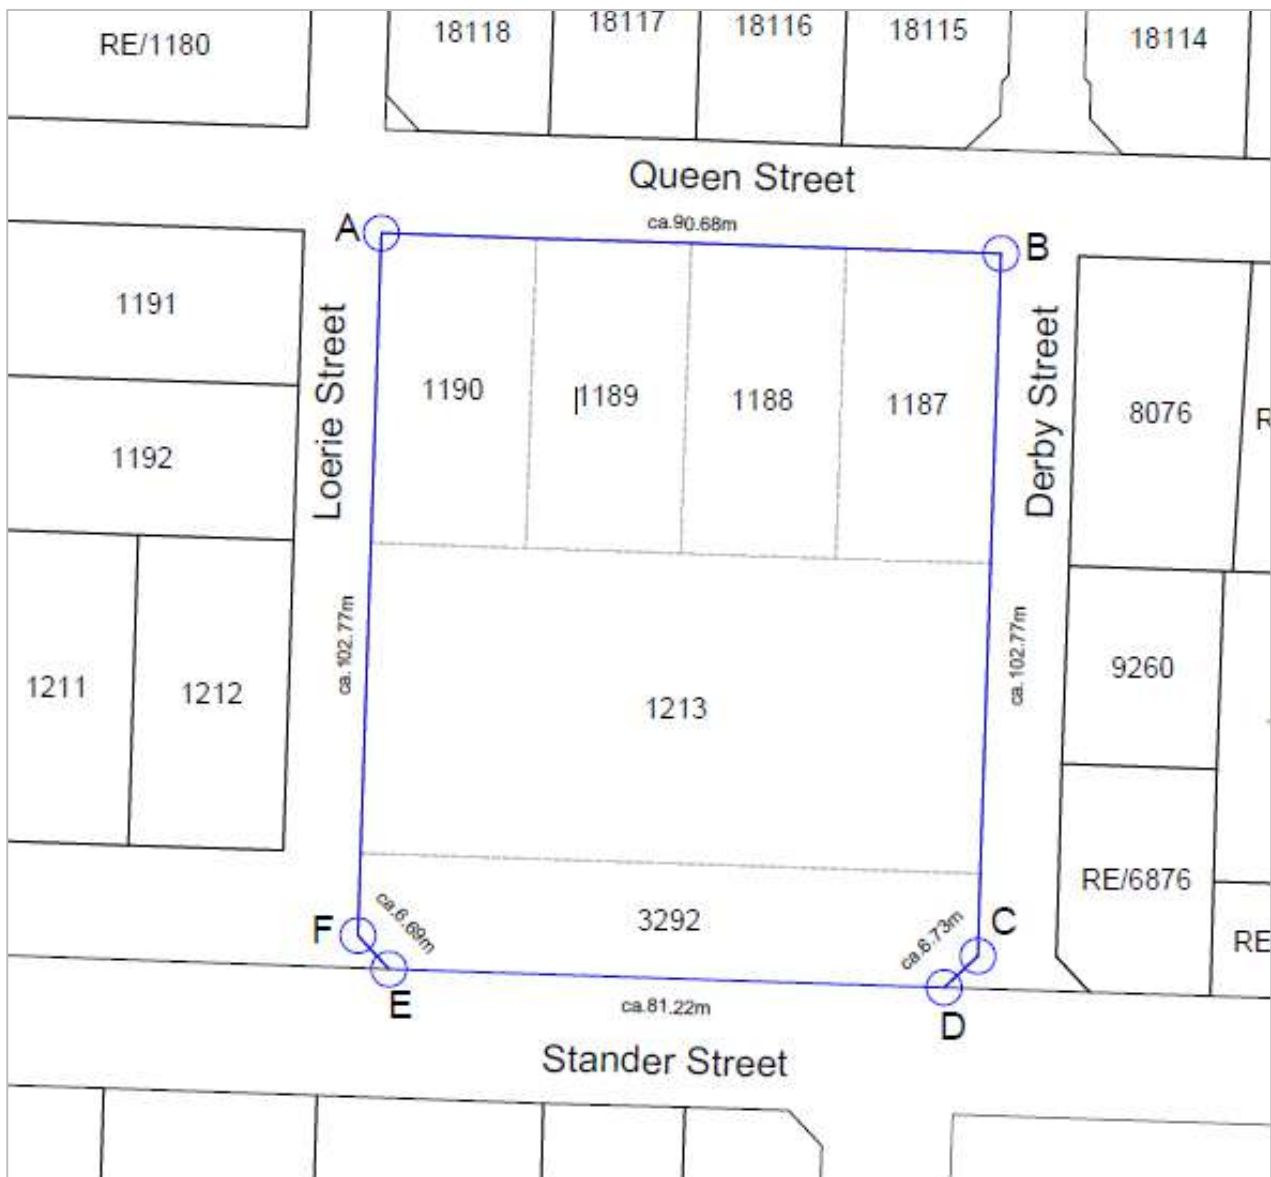 RE/1180
18118
18117
18116
18115
18114
Queen Street
A
ca.90.68m
B
1191
1190
1189
1188
1187
Loerie Street
Derby Street
8076
1192
ca.102.77m
ca.102.77m
1211
1212
1213
9260
RE/6876
F
ca.6.69m
3292
ca.6.73m
C
RE
E
ca.81.22m
D
Stander Street